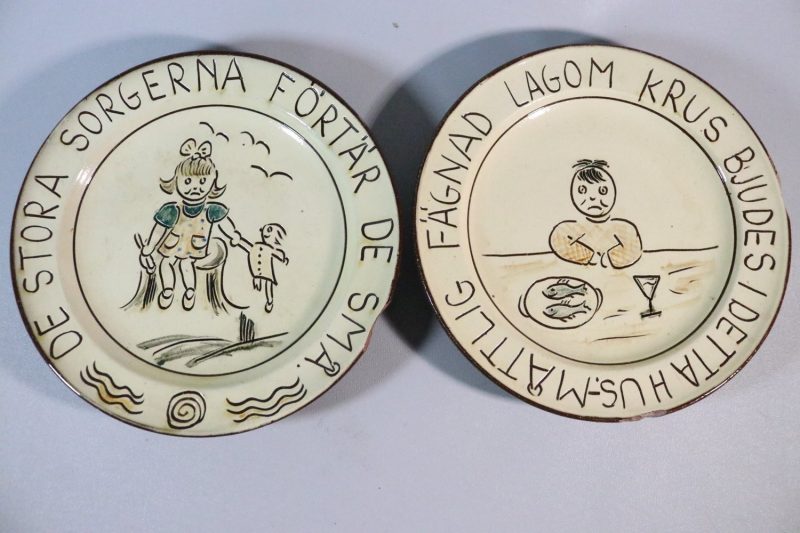 DE STORA SORGERNA FÖRTÄR DE SMÅ.
MÅTTLIG FÄGNAD LAGOM KRUS BJUDES I DETTA HUS.-